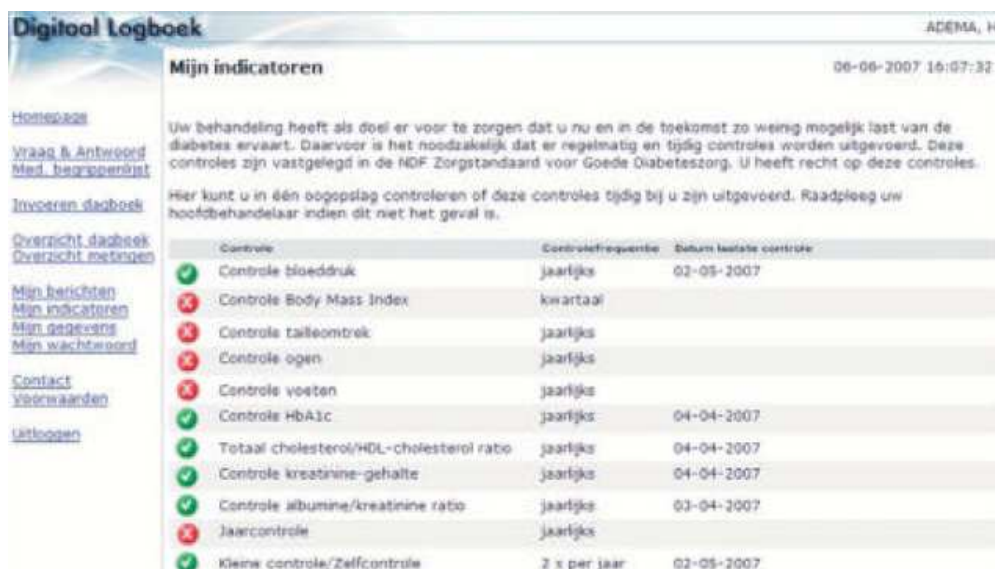 Digitaal Logboek
ADEMA, H
Mijn indicatoren
06-06-2007 16:07:32
Homepage
Vraag & Antwoord
Med. begrippenlijst
Invoeren dagboek
Overzicht dagboek
Overzicht metingen
Mijn berichten
Mijn indicatoren
Mijn gegevens
Mijn wachtwoord
Contact
Voorwaarden
Uitloggen
Uw behandeling heeft als doel er voor te zorgen dat u nu en in de toekomst zo weinig mogelijk last van de
diabetes ervaart. Daarvoor is het noodzakelijk dat er regelmatig en tijdig controles worden uitgevoerd. Deze
controles zijn vastgelegd in de NDF Zorgstandaard voor Goede Diabeteszorg. U heeft recht op deze controles.
Hier kunt u in één oogopslag controleren of deze controles tijdig bij u zijn uitgevoerd. Raadpleeg uw
hoofdbehandelaar indien dit niet het geval is.
Controle Controlefrequentie Datum laatste controle
Controle bloeddruk jaarlijks 02-05-2007
Controle Body Mass Index kwartaal
Controle tailleomtrek jaarlijks
Controle ogen jaarlijks
Controle voeten jaarlijks
Controle HbA1c jaarlijks 04-04-2007
Totaal cholesterol/HDL-cholesterol ratio jaarlijks 04-04-2007
Controle kreatinine-gehalte jaarlijks 04-04-2007
Controle albumine/kreatinine ratio jaarlijks 03-04-2007
Jaarcontrole jaarlijks
Kleine controle/Zelfcontrole 2 x per jaar 02-05-2007